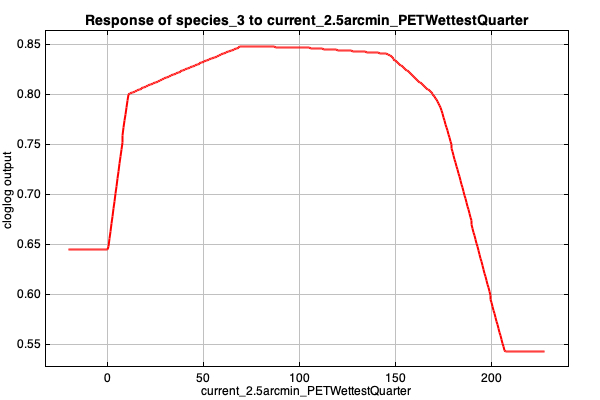 Response of species_3 to current_2.5arcmin_PETWettestQuarter
0.85
0.80
0.75
0.70
0.65
0.60
0.55
cloglog output
0 50 100 150 200
current_2.5arcmin_PETWettestQuarter